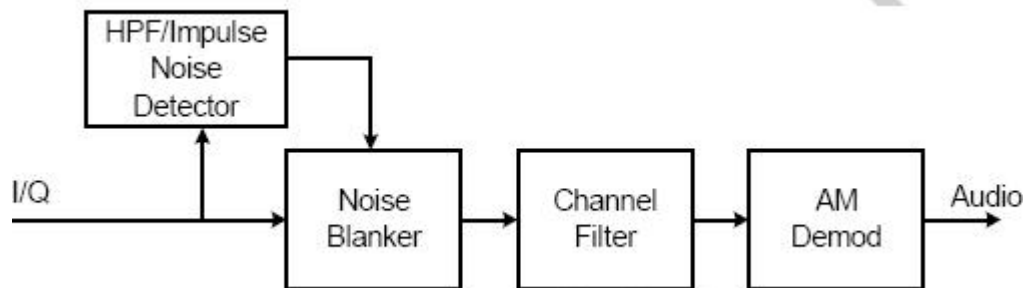 HPF/Impulse
Noise
Detector
I/Q
Noise
Blanker
Channel
Filter
AM
Demod
Audio